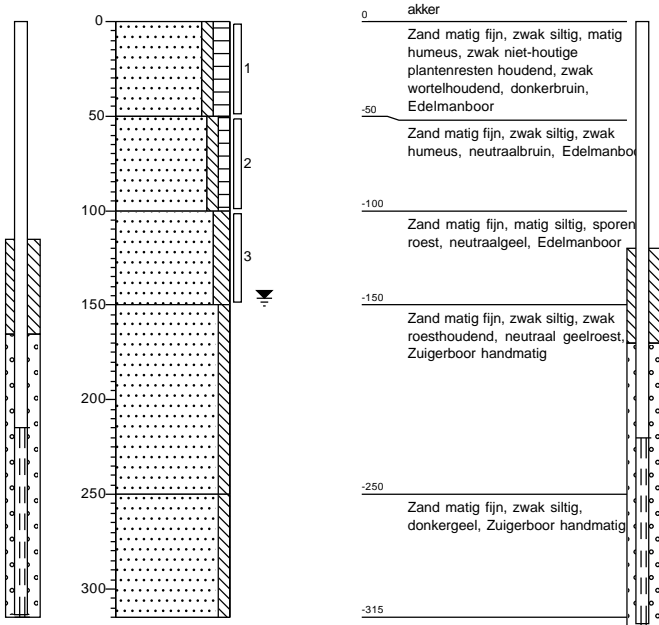 0
50
100
150
200
250
300
1
2
3
0
akker
Zand matig fijn, zwak siltig, matig
humeus, zwak niet-houtige
plantenresten houdend, zwak
wortelhoudend, donkerbruin,
Edelmanboor
-50
Zand matig fijn, zwak siltig, zwak
humeus, neutraalbruin, Edelmanboo
-100
Zand matig fijn, matig siltig, sporen
roest, neutraalgeel, Edelmanboor
-150
Zand matig fijn, zwak siltig, zwak
roesthoudend, neutraal geelroest,
Zuigerboor handmatig
-250
Zand matig fijn, zwak siltig,
donkergeel, Zuigerboor handmatig
-315